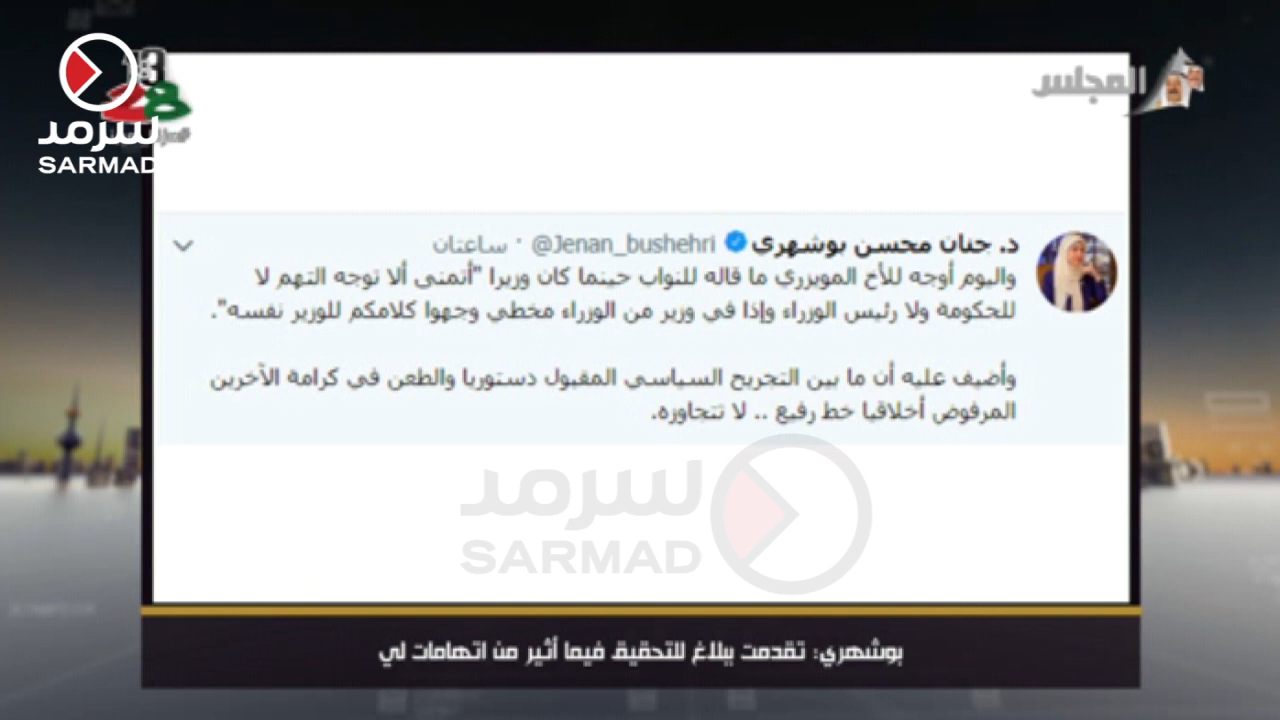 سرمد
SARMAD
المجلس
د. جنان محسن بوشهري @Jenan_bushehri · ساعتان
واليوم أوجه للأخ المويزري ما قاله للنواب حينما كان وزيرا "أتمنى ألا توجه التهم لا
للحكومة ولا رئيس الوزراء وإذا في وزير من الوزراء مخطي وجهوا كلامكم للوزير نفسه".
وأضيف عليه أن ما بين التجريح السياسي المقبول دستوريا والطعن في كرامة الآخرين
المرفوض أخلاقيا خط رفيع .. لا تتجاوزه.
سرمد
SARMAD
بوشهري: تقدمت ببلاغ للتحقيق فيما أثير من اتهامات لي